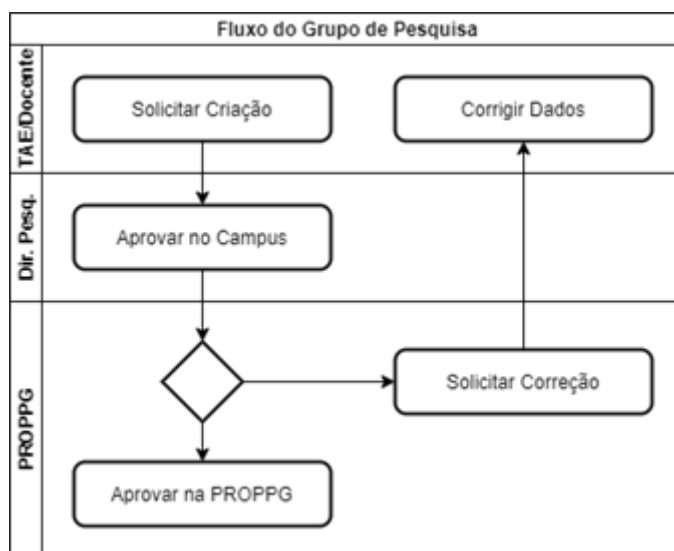 Fluxo do Grupo de Pesquisa
TAE/Docente
Solicitar Criação
Corrigir Dados
Dir. Pesq.
Aprovar no Campus
PROPPG
Solicitar Correção
Aprovar na PROPPG